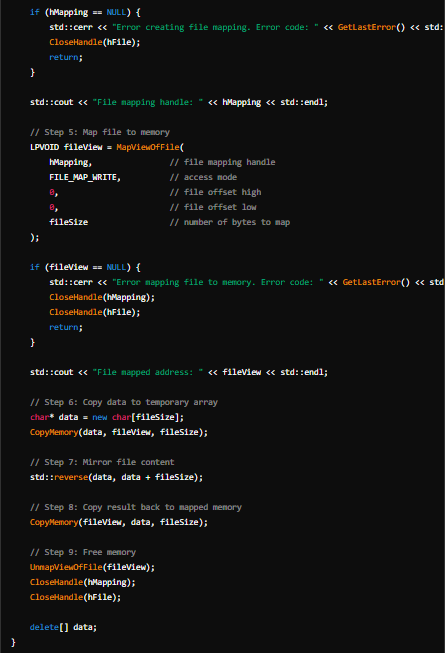 if (hMapping == NULL) {
std::cerr << "Error creating file mapping. Error code: " << GetLastError() << std:
CloseHandle(hFile);
return;
}
std::cout << "File mapping handle: " << hMapping << std::endl;
// Step 5: Map file to memory
LPVOID fileView = MapViewOfFile(
hMapping, // file mapping handle
FILE_MAP_WRITE, // access mode
0, // file offset high
0, // file offset low
fileSize // number of bytes to map
);
if (fileView == NULL) {
std::cerr << "Error mapping file to memory. Error code: " << GetLastError() << std
CloseHandle(hMapping);
CloseHandle(hFile);
return;
}
std::cout << "File mapped address: " << fileView << std::endl;
// Step 6: Copy data to temporary array
char* data = new char[fileSize];
CopyMemory(data, fileView, fileSize);
// Step 7: Mirror file content
std::reverse(data, data + fileSize);
// Step 8: Copy result back to mapped memory
CopyMemory(fileView, data, fileSize);
// Step 9: Free memory
UnmapViewOfFile(fileView);
CloseHandle(hMapping);
CloseHandle(hFile);
delete[] data;
}